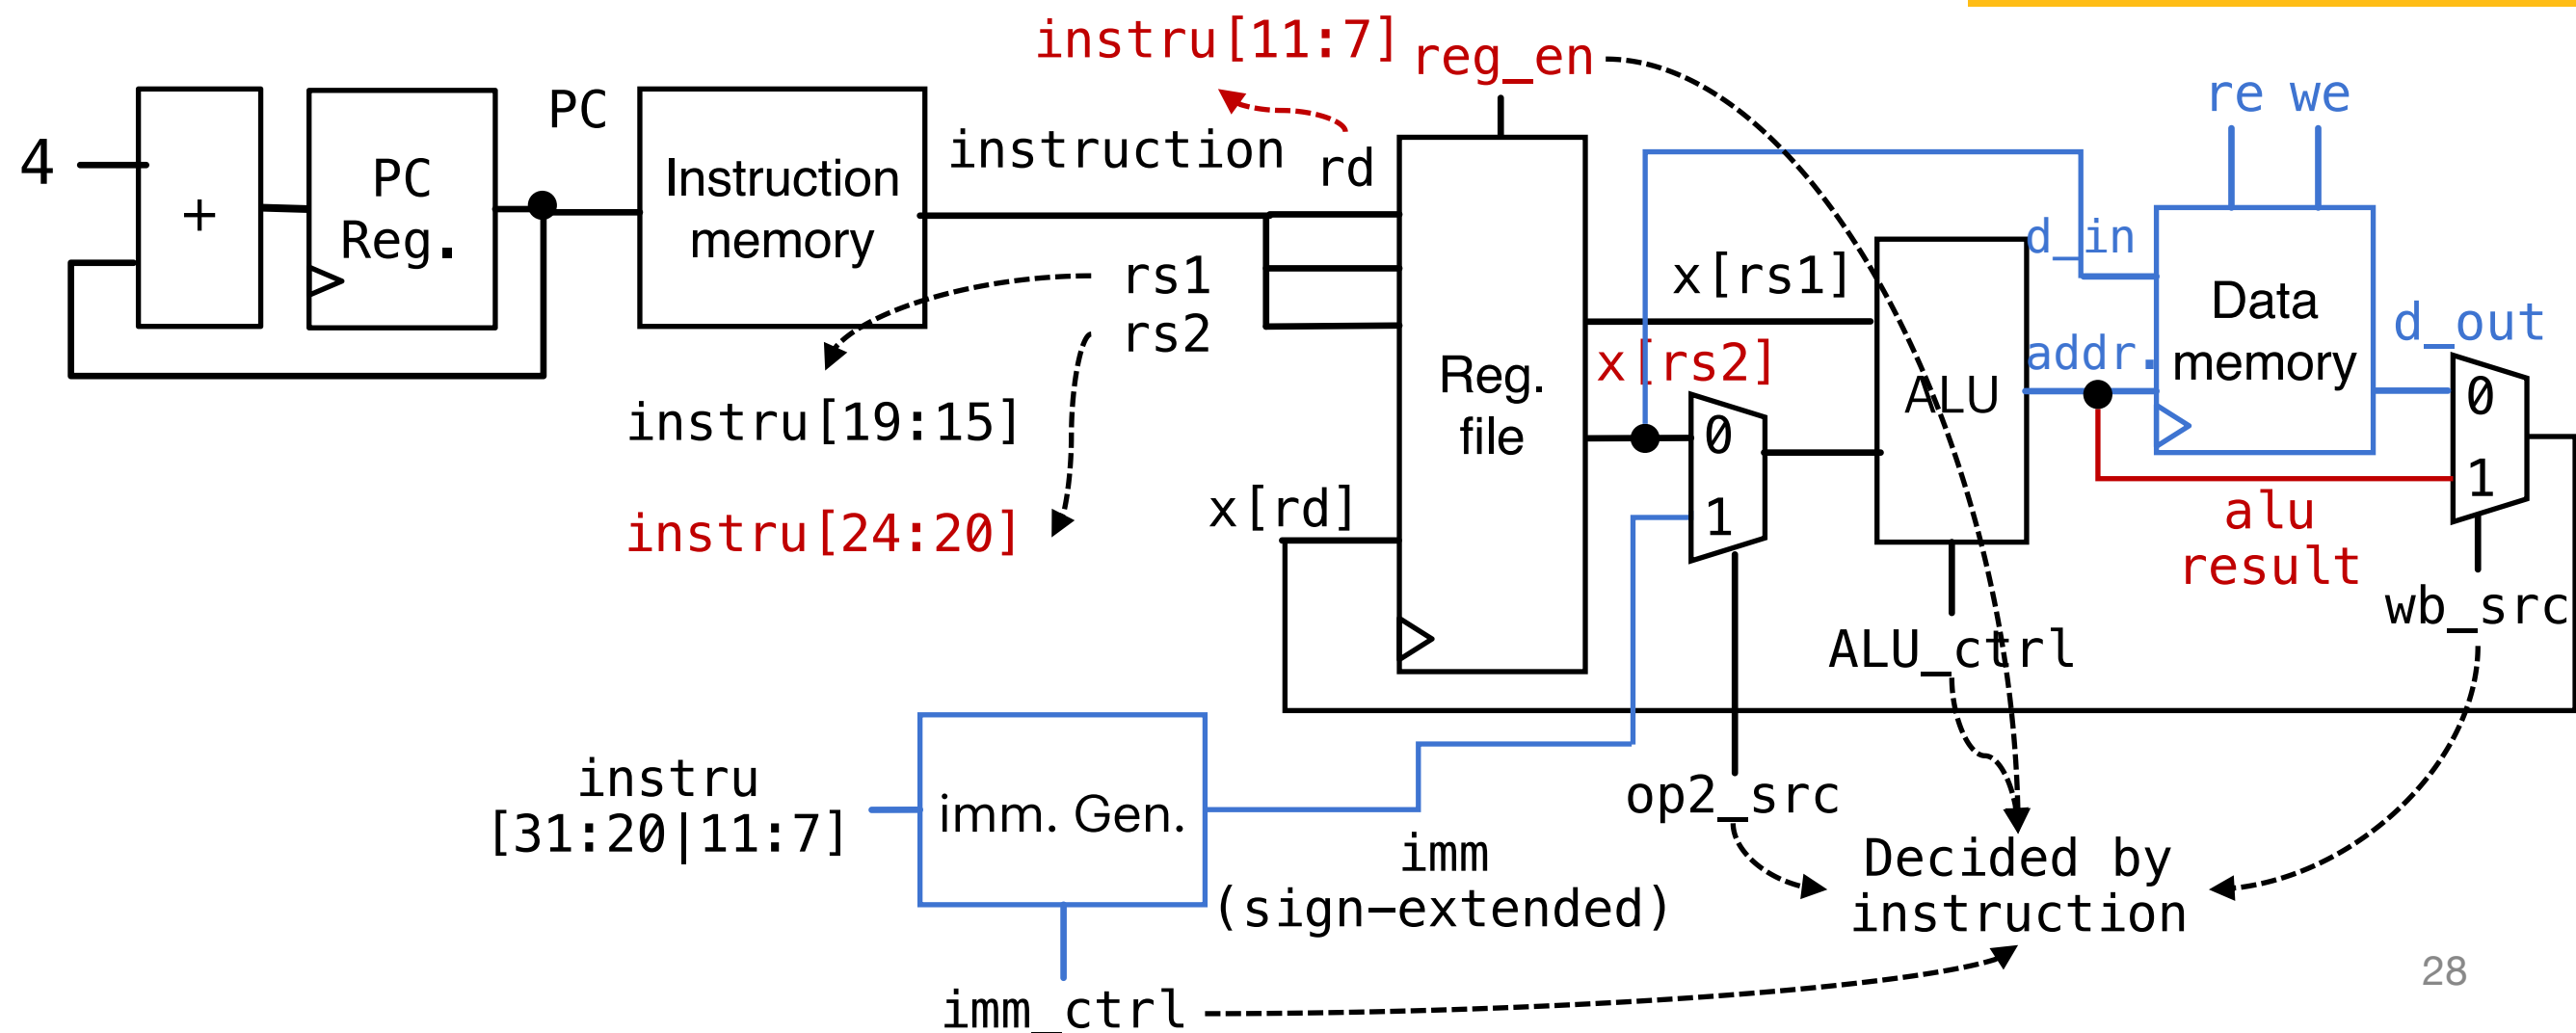 instru[11:7]
reg_en
re we
4
+
PC
Reg.
PC
Instruction
memory
instruction
rd
rs1
rs2
instru[19:15]
instru[24:20]
x[rd]
Reg.
file
x[rs1]
x[rs2]
0
1
ALU
d_in
addr.
Data
memory
d_out
0
1
alu
result
wb_src
ALU_ctrl
instru
[31:20|11:7]
imm. Gen.
imm
(sign-extended)
op2_src
Decided by
instruction
imm_ctrl
28